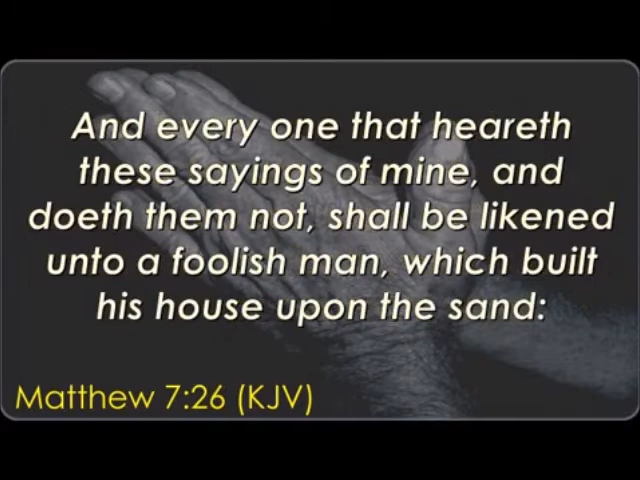 And every one that heareth
these sayings of mine, and
doeth them not, shall be likened
unto a foolish man, which built
his house upon the sand:
Matthew 7:26 (KJV)